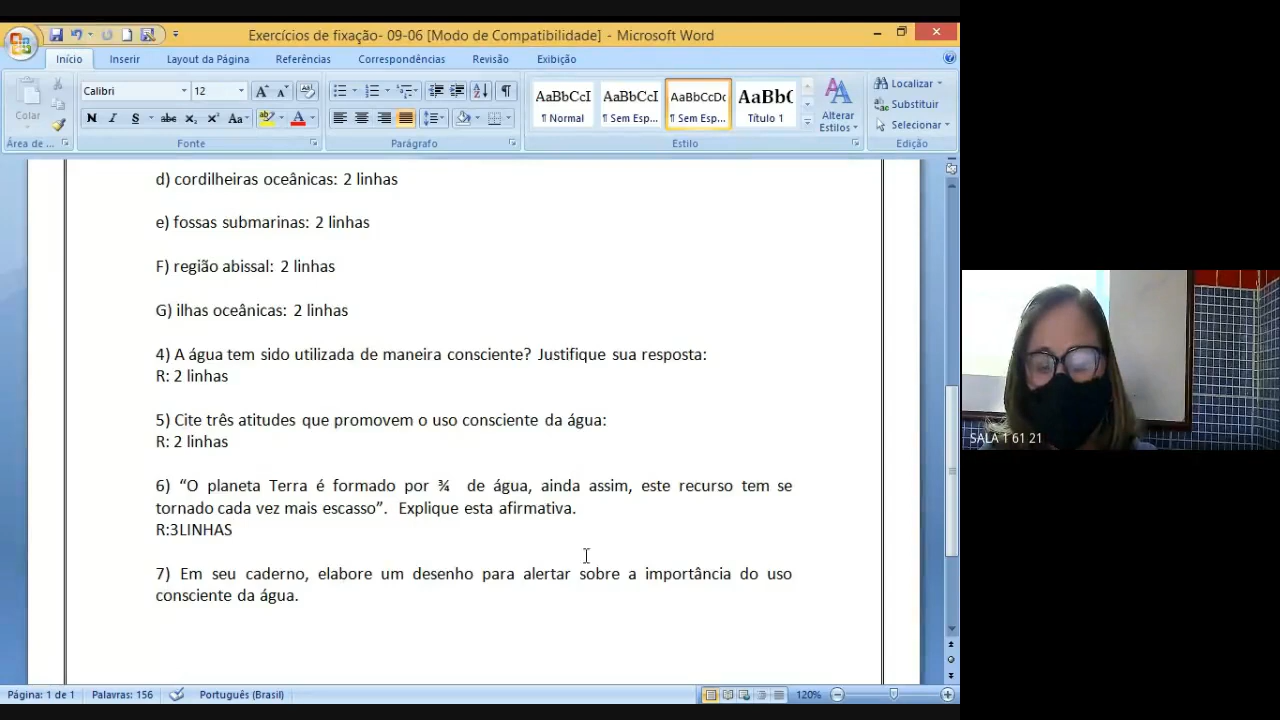 Exercícios de fixação- 09-06 [Modo de Compatibilidade] - Microsoft Word
Início Inserir Layout da Página Referências Correspondências Revisão Exibição
Colar
Calibri 12
AaBbCcI AaBbCcI AaBbCcDc AaBb(
¶ Normal ¶ Sem Esp... ¶ Sem Esp... Título 1
Alterar Estilos
Localizar
Substituir
Selecionar
Área de ... Fonte Parágrafo Estilo Edição
d) cordilheiras oceânicas: 2 linhas
e) fossas submarinas: 2 linhas
F) região abissal: 2 linhas
G) ilhas oceânicas: 2 linhas
4) A água tem sido utilizada de maneira consciente? Justifique sua resposta:
R: 2 linhas
5) Cite três atitudes que promovem o uso consciente da água:
R: 2 linhas
6) “O planeta Terra é formado por ¾ de água, ainda assim, este recurso tem se
tornado cada vez mais escasso”. Explique esta afirmativa.
R:3LINHAS
7) Em seu caderno, elabore um desenho para alertar sobre a importância do uso
consciente da água.
Página: 1 de 1 Palavras: 156 Português (Brasil) 120%
SALA 1 61 21